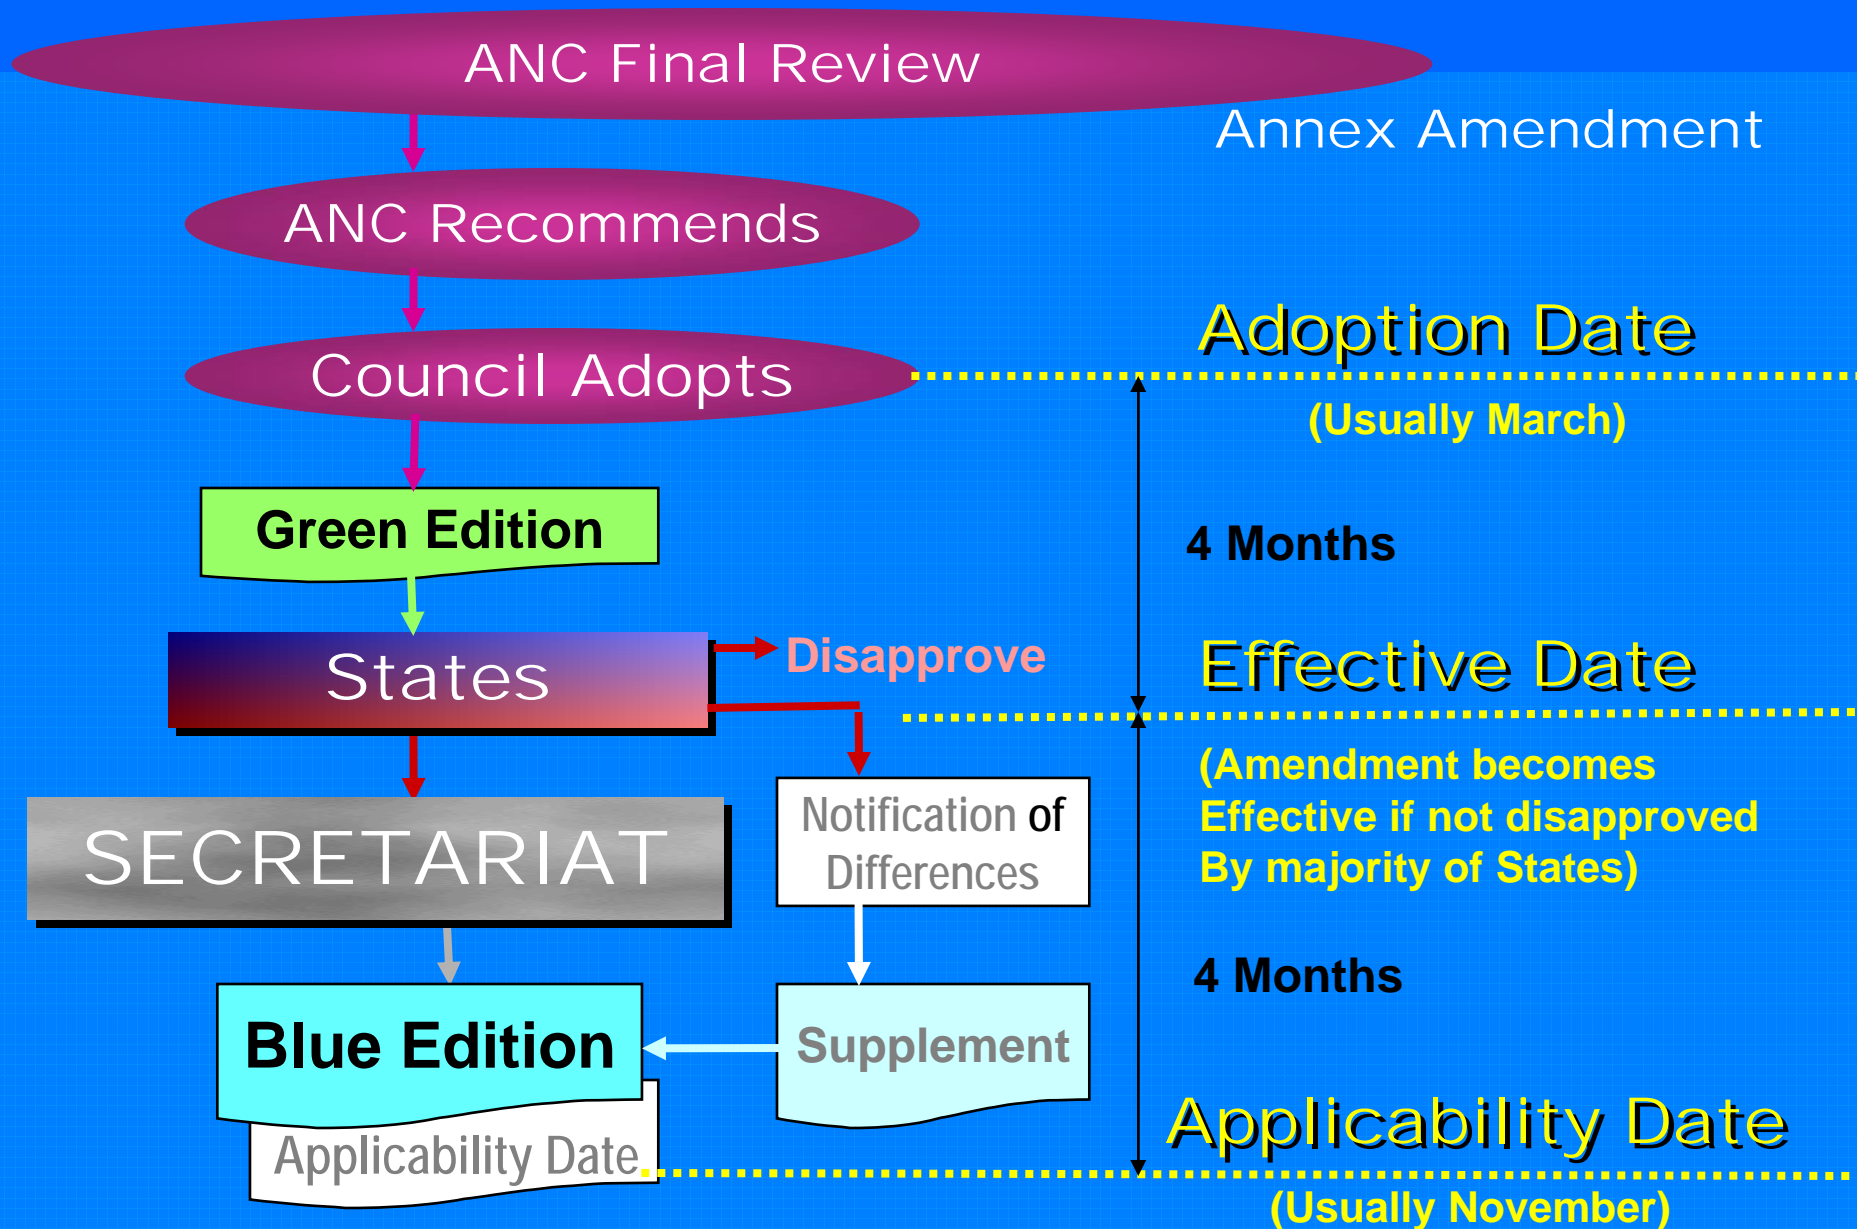 ANC Final Review
Annex Amendment
ANC Recommends
Council Adopts
Adoption Date
(Usually March)
Green Edition
4 Months
States
Disapprove
Effective Date
(Amendment becomes
Effective if not disapproved
By majority of States)
SECRETARIAT
Notification of
Differences
4 Months
Blue Edition
Supplement
Applicability Date
Applicability Date
(Usually November)